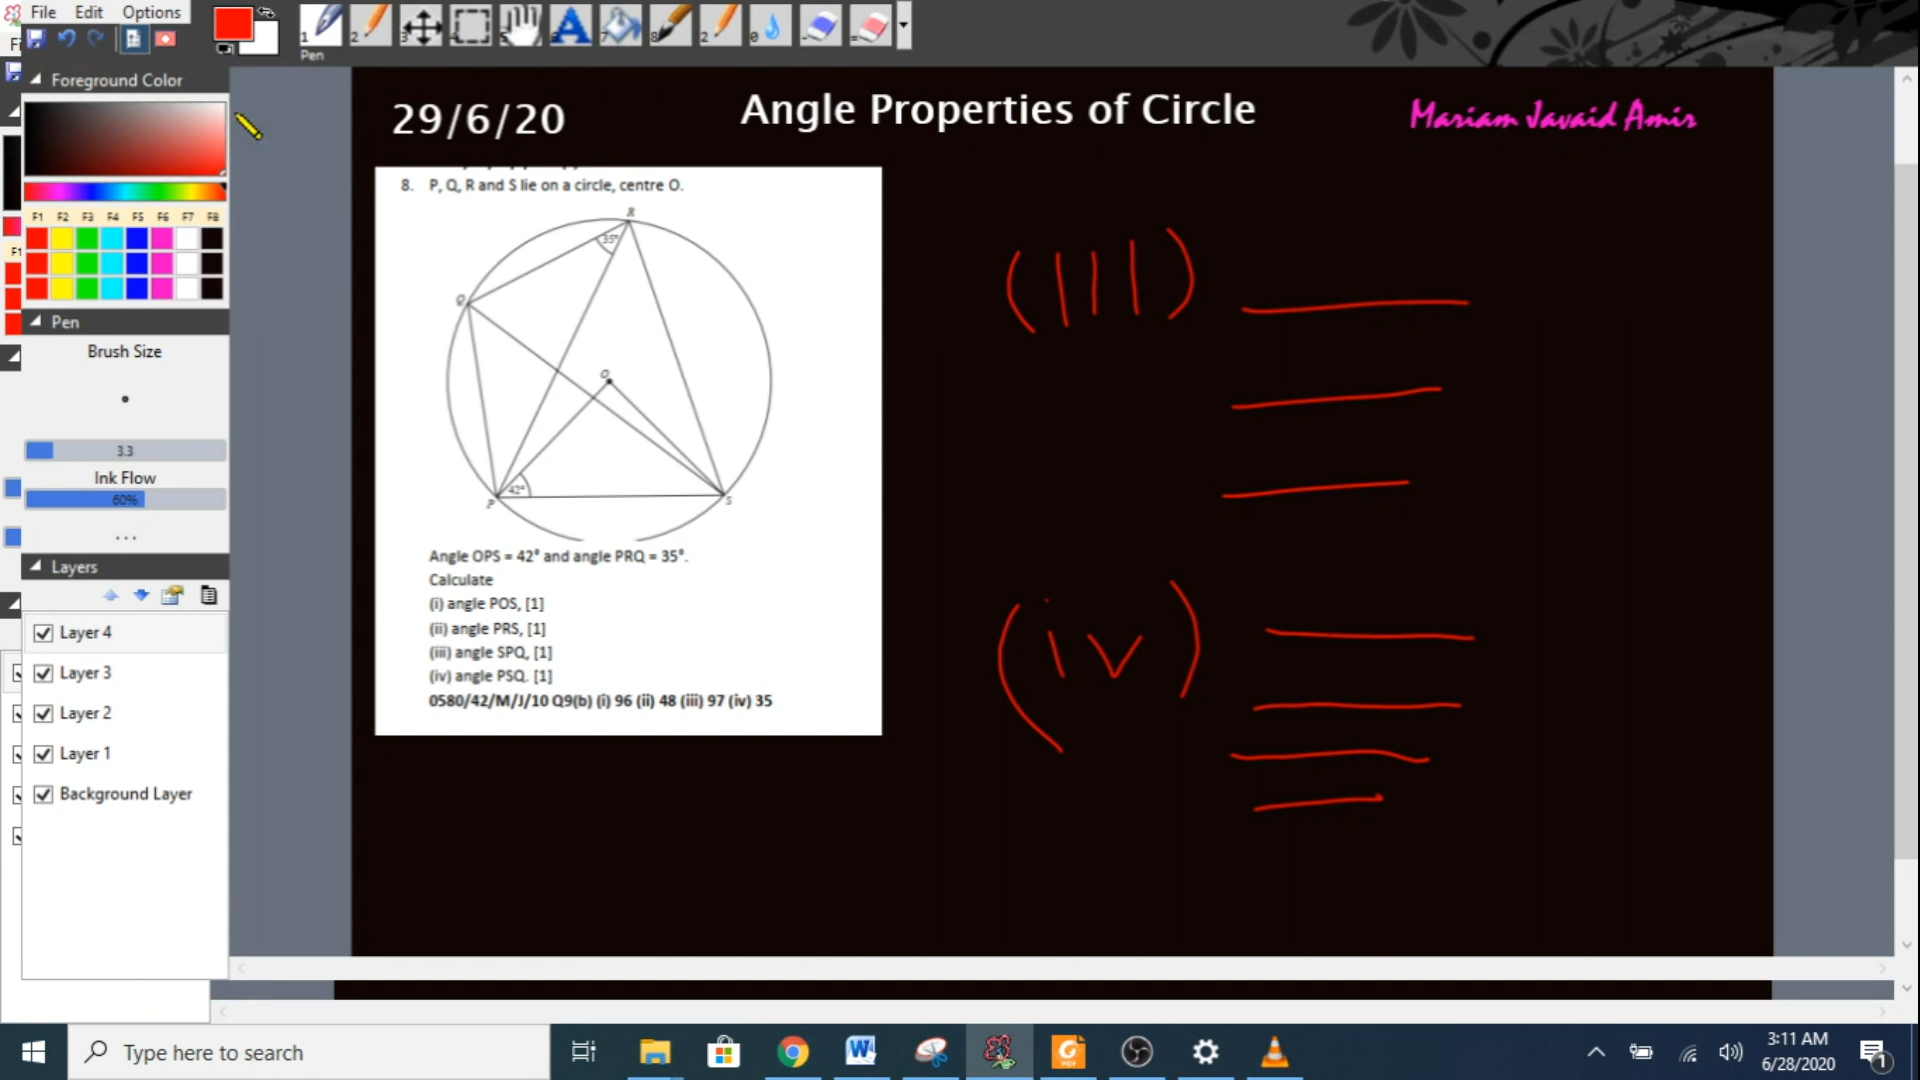 File Edit Options
Pen
Foreground Color
F1 F2 F3 F4 F5 F6 F7 F8
Pen
Brush Size
3.3
Ink Flow
60%
...
Layers
Layer 4
Layer 3
Layer 2
Layer 1
Background Layer
29/6/20
Angle Properties of Circle
Mariam Javaid Amir
8. P, Q, R and S lie on a circle, centre O.
R
35°
Q
O
42°
P
S
Angle OPS = 42° and angle PRQ = 35°.
Calculate
(i) angle POS, [1]
(ii) angle PRS, [1]
(iii) angle SPQ, [1]
(iv) angle PSQ. [1]
0580/42/M/J/10 Q9(b) (i) 96 (ii) 48 (iii) 97 (iv) 35
(iii)
(iv)
Type here to search
3:11 AM
6/28/2020
1